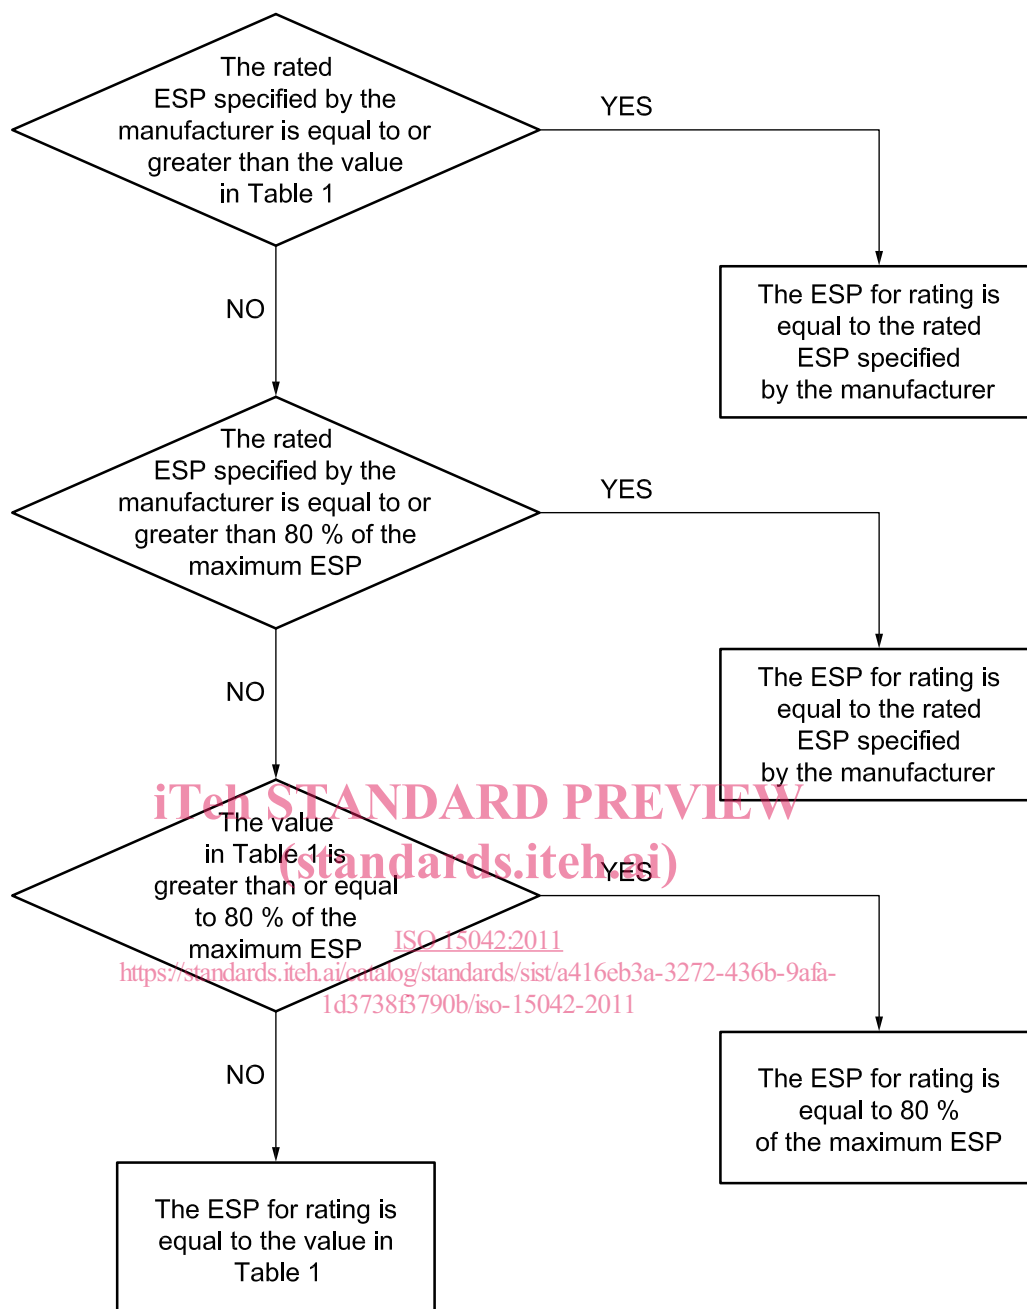 The rated
ESP specified by the
manufacturer is equal to or
greater than the value
in Table 1
YES
The ESP for rating is
equal to the rated
ESP specified
by the manufacturer
NO
The rated
ESP specified by the
manufacturer is equal to or
greater than 80 % of the
maximum ESP
YES
The ESP for rating is
equal to the rated
ESP specified
by the manufacturer
NO
iTeh STANDARD PREVIEW
(standards.iteh.ai)
The value
in Table 1 is
greater than or equal
to 80 % of the
maximum ESP
YES
ISO 15042:2011
https://standards.iteh.ai/catalog/standards/sist/a416eb3a-3272-436b-9afa-
1d3738f3790b/iso-15042-2011
The ESP for rating is
equal to 80 %
of the maximum ESP
NO
The ESP for rating is
equal to the value in
Table 1